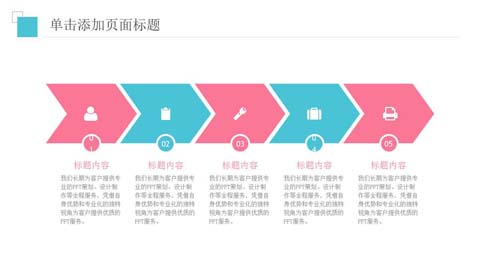 单击添加页面标题
01
02
03
04
05
标题内容
我们长期为客户提供专
业的PPT策划、设计制
作等全程服务。凭借自
身优势和专业化的独特
视角为客户提供优质的
PPT服务。
标题内容
我们长期为客户提供专
业的PPT策划、设计制
作等全程服务。凭借自
身优势和专业化的独特
视角为客户提供优质的
PPT服务。
标题内容
我们长期为客户提供专
业的PPT策划、设计制
作等全程服务。凭借自
身优势和专业化的独特
视角为客户提供优质的
PPT服务。
标题内容
我们长期为客户提供专
业的PPT策划、设计制
作等全程服务。凭借自
身优势和专业化的独特
视角为客户提供优质的
PPT服务。
标题内容
我们长期为客户提供专
业的PPT策划、设计制
作等全程服务。凭借自
身优势和专业化的独特
视角为客户提供优质的
PPT服务。